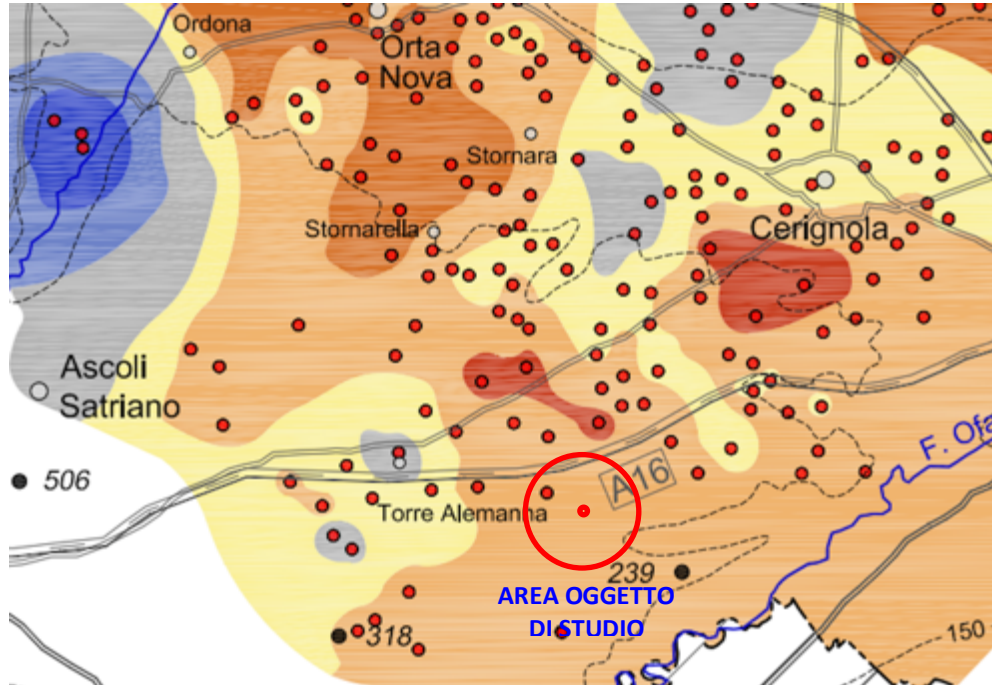 Ordona
Orta
Nova
Stornara
Stornarella
Cerignola
Ascoli
Satriano
506
A16
F. Ofa
Torre Alemanna
239
AREA OGGETTO
DI STUDIO
318
150